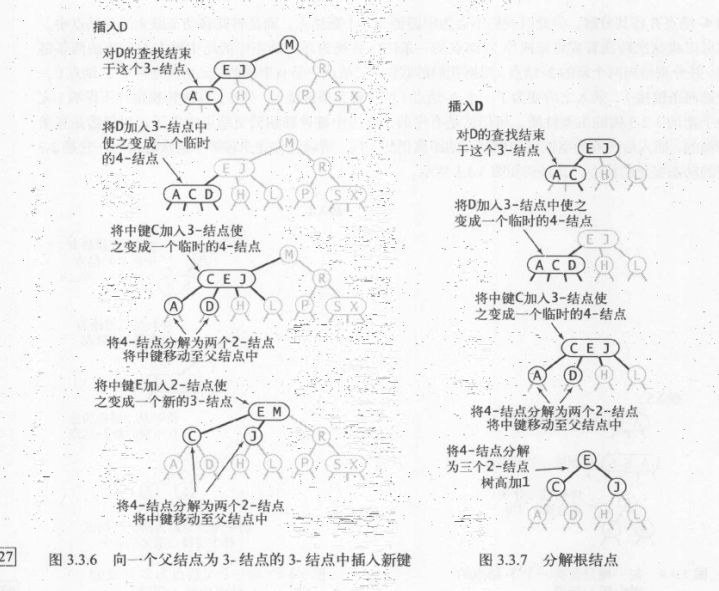 插入D
对D的查找结束
于这个3-结点
M
E J
R
A C
H
L
P
S X
将D加入3-结点中
使之变成一个临时
的4-结点
M
E J
R
A C D
H
L
P
S X
将中键C加入3-结点使
之变成一个临时的4-结点
M
C E J
R
A
D
H
L
P
S X
将4-结点分解为两个2-结点
将中键移动至父结点中
将中键E加入2-结点使
之变成一个新的3-结点
E M
C
J
R
A
D
H
L
P
S X
将4-结点分解为两个2-结点
将中键移动至父结点中
27
图 3.3.6 向一个父结点为 3- 结点的 3- 结点中插入新键
插入D
对D的查找结束
于这个3-结点
E J
A C
H
L
将D加入3-结点中使之
变成一个临时的4-结点
E J
A C D
H
L
将中键C加入3-结点使
之变成一个临时的4-结点
C E J
A
D
H
L
将4-结点分解为两个2-结点
将中键移动至父结点中
将4-结点分解
为三个2-结点
树高加1
E
C
J
A
D
H
L
图 3.3.7 分解根结点